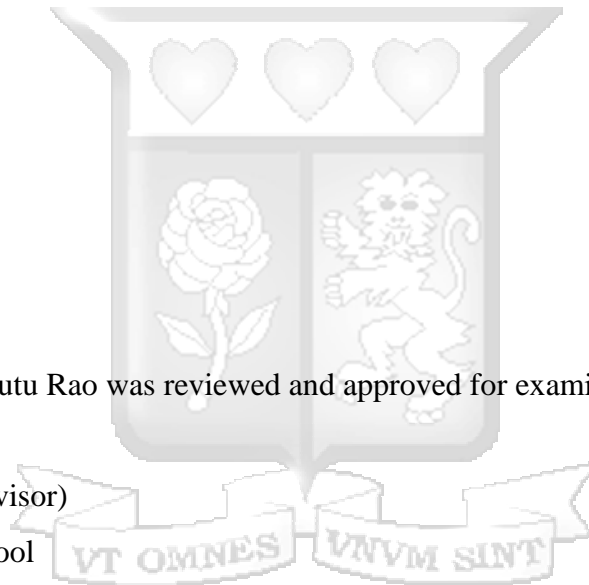 utu Rao was reviewed and approved for exami
visor)
ool
VT OMNES VNVM SINT